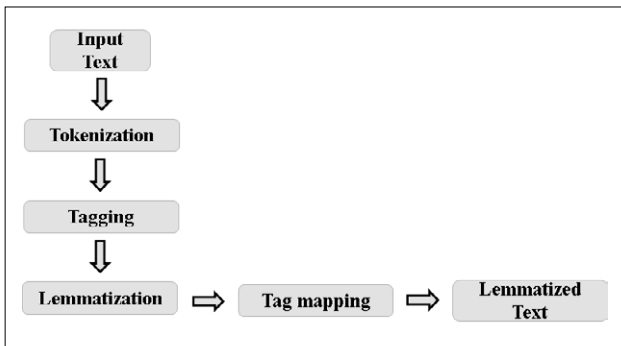 Input
Text
Tokenization
Tagging
Lemmatization
Tag mapping
Lemmatized
Text